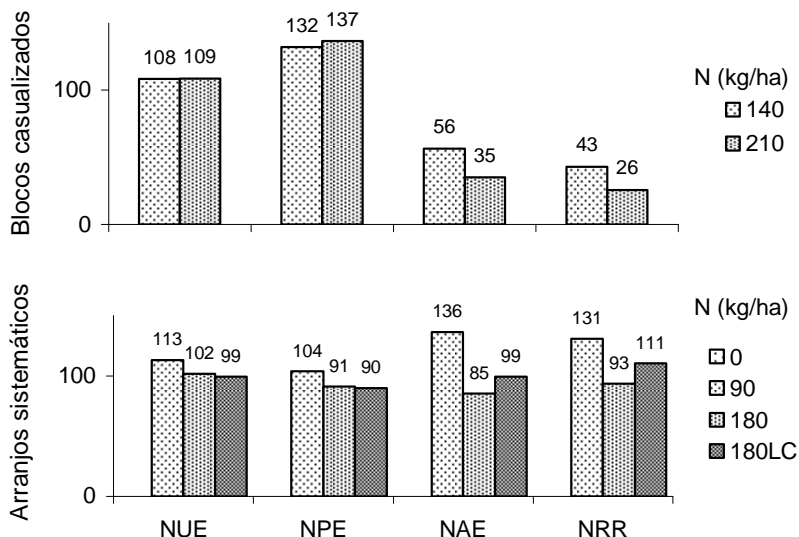 Blocos casualizados
100
0
108 109
132 137
56
35
43
26
N (kg/ha)
140
210
Arranjos sistemáticos
100
0
113
102 99
104
91 90
136
85
99
131
93
111
NUE
NPE
NAE
NRR
N (kg/ha)
0
90
180
180LC